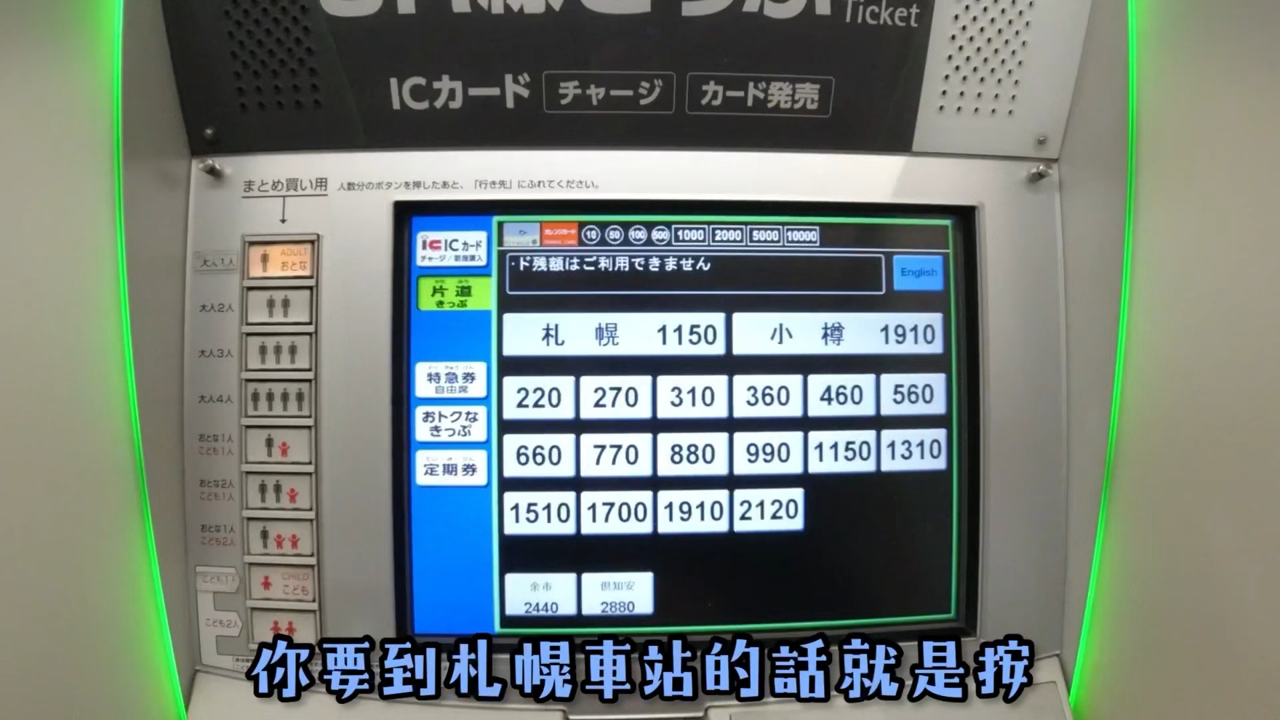 Ticket
ICカード チャージ カード発売
まとめ買い用 人数分のボタンを押したあと、「行き先」にふれてください。
大人1人 ADULT おとな
大人2人
大人3人
大人4人
おとな1人
こども1人
おとな2人
こども1人
おとな1人
こども2人
こども1人 CHILD こども
こども2人
IC ICカード
チャージ/新規購入
片道
きっぷ
特急券
自由席
おトクな
きっぷ
定期券
オレンジカード 10 50 100 500 1000 2000 5000 10000
ド残額はご利用できません
English
札幌 1150 小樽 1910
220 270 310 360 460 560
660 770 880 990 1150 1310
1510 1700 1910 2120
余市 倶知安
2440 2880
你要到札幌車站的話就是按